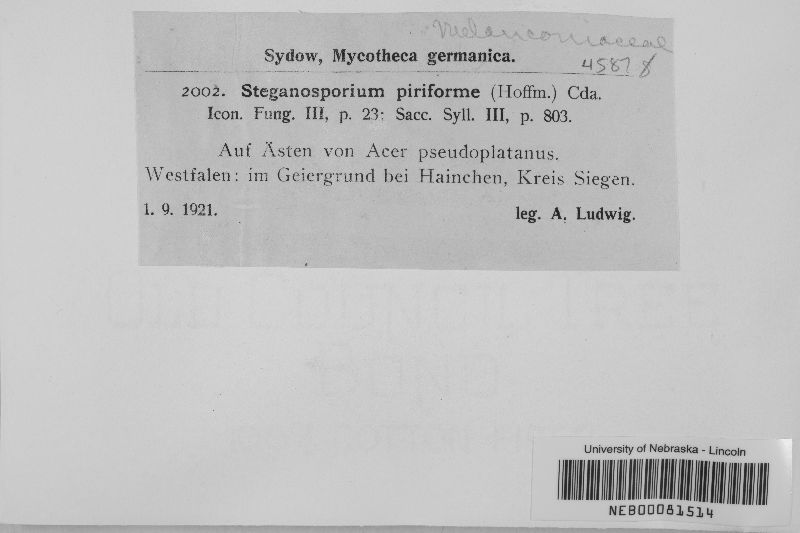 Melanconiaceae
Sydow, Mycotheca germanica.
45878
2002. Steganosporium piriforme (Hoffm.) Cda.
Icon. Fung. III, p. 23; Sacc. Syll. III, p. 803.
Auf Ästen von Acer pseudoplatanus.
Westfalen: im Geiergrund bei Hainchen, Kreis Siegen.
1. 9. 1921.
leg. A. Ludwig.
University of Nebraska - Lincoln
NEB00081514